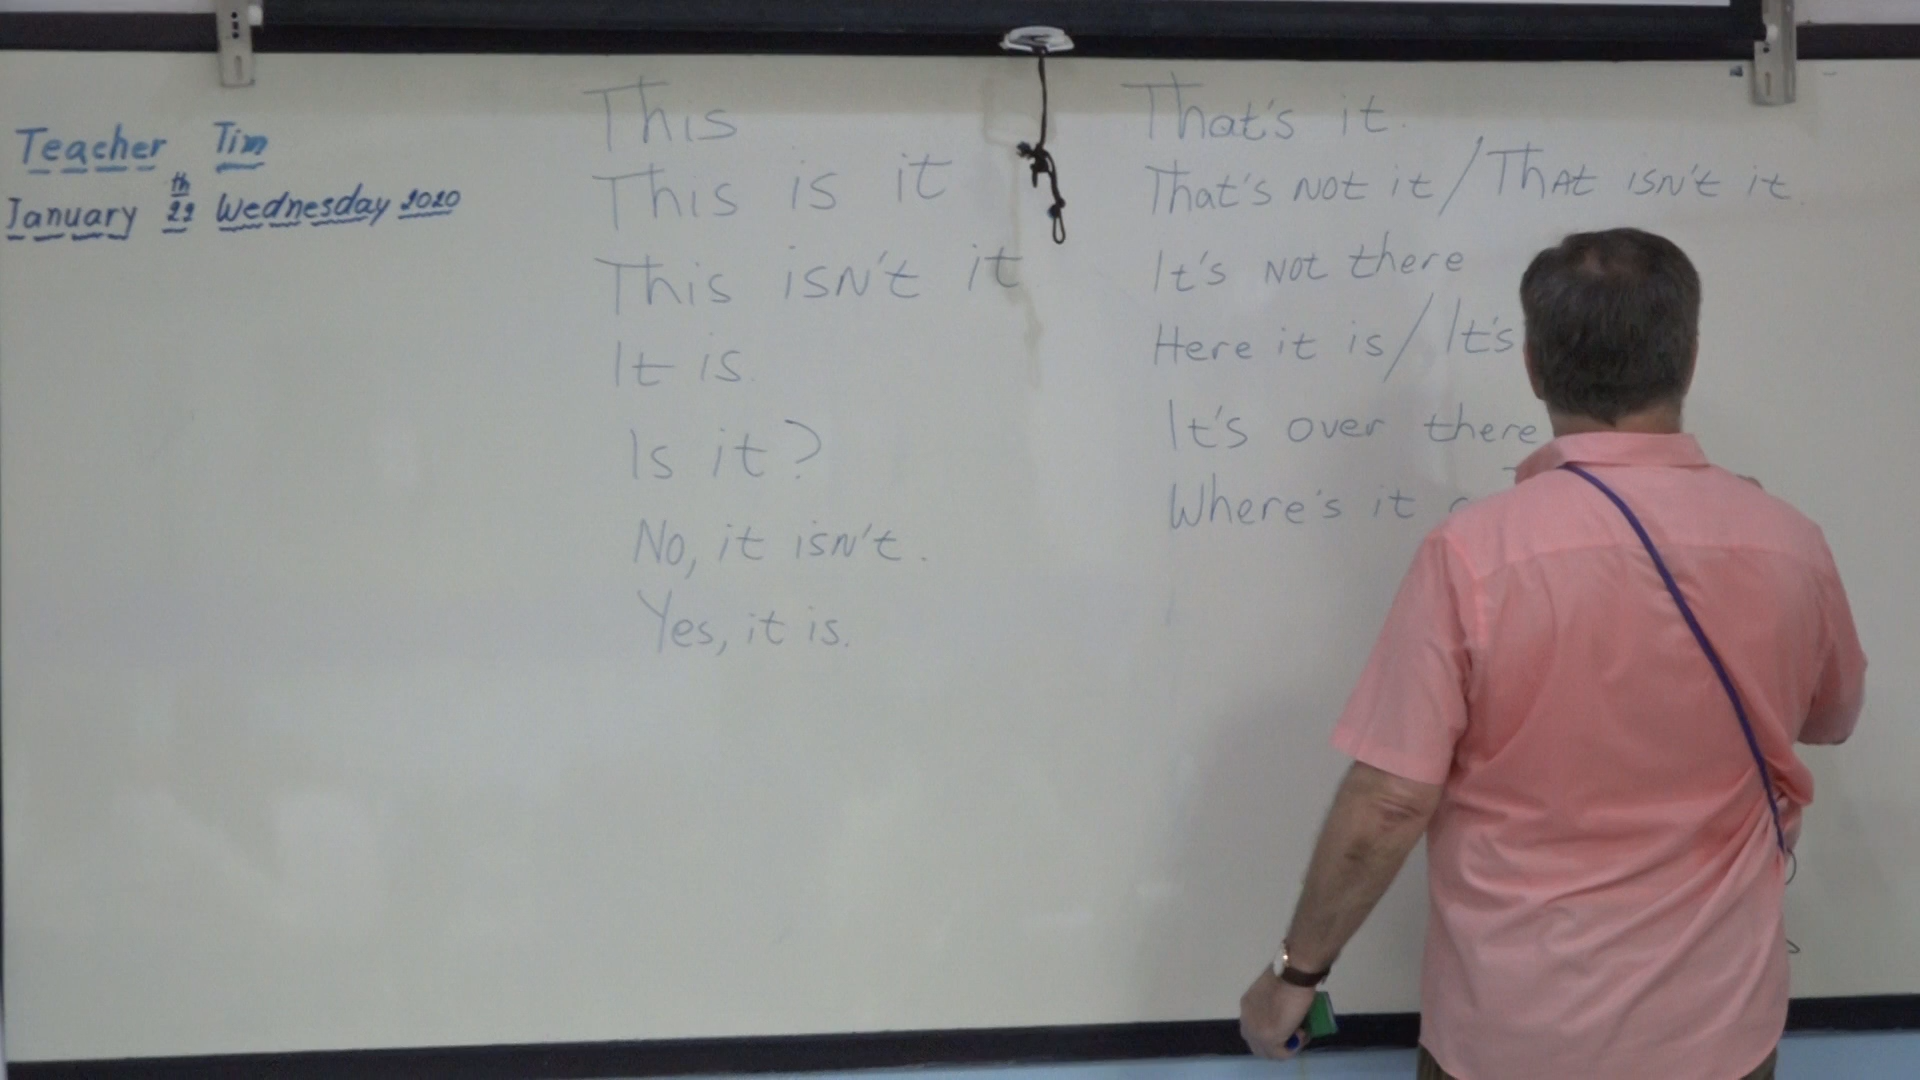 Teacher Tim
January 22 th Wednesday 2020
This
This is it
This isn't it
It is.
Is it?
No, it isn't.
Yes, it is.
That's it.
That's NOT it / THAt isn't it.
It's NOT there
Here it is / It's
It's over there
Where's it